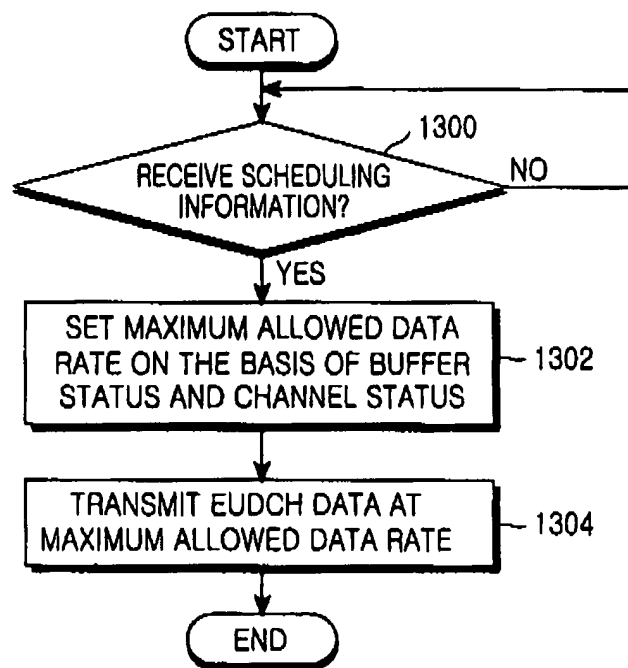 START
1300
RECEIVE SCHEDULING
INFORMATION?
NO
YES
SET MAXIMUM ALLOWED DATA
RATE ON THE BASIS OF BUFFER
STATUS AND CHANNEL STATUS
1302
TRANSMIT EUDCH DATA AT
MAXIMUM ALLOWED DATA RATE
1304
END